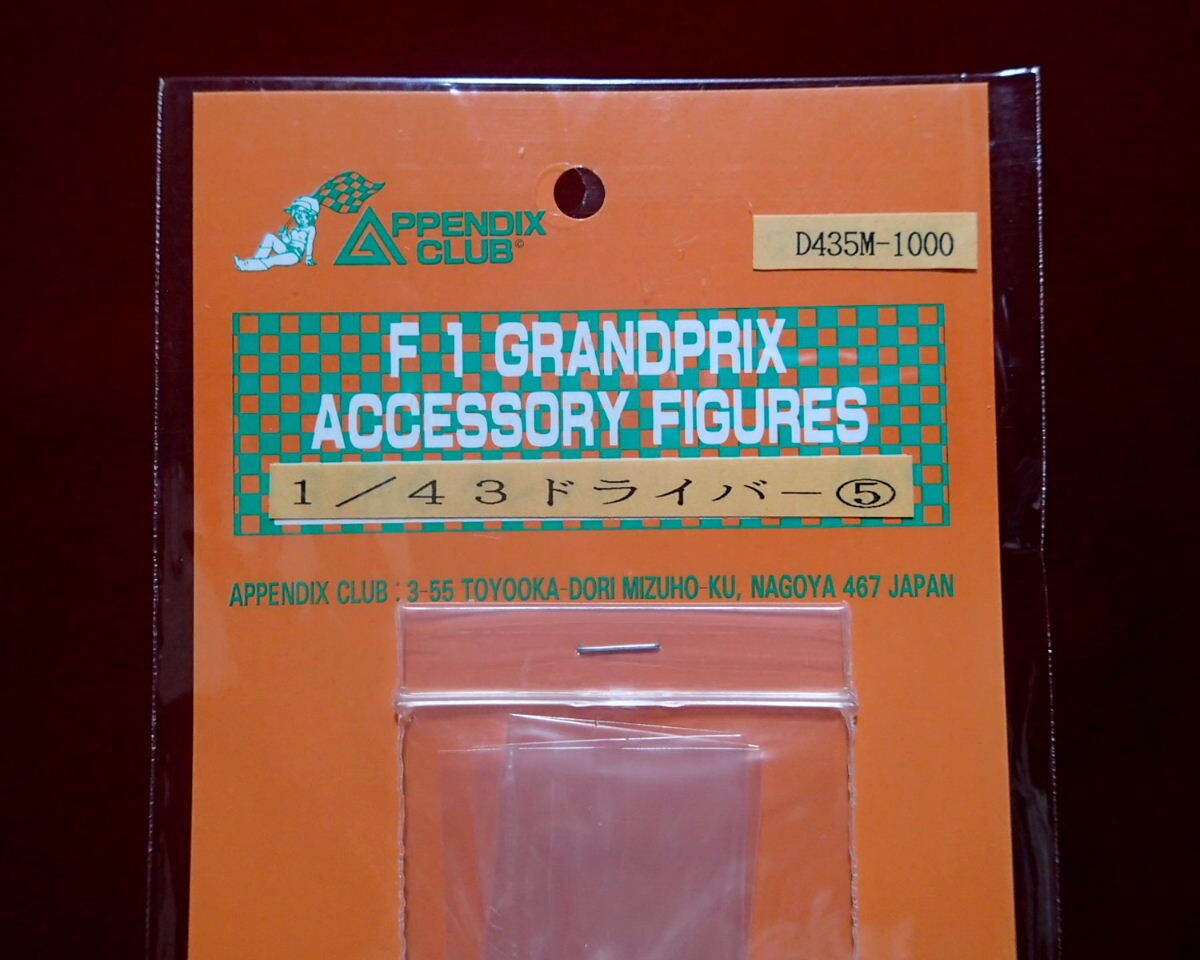 APPENDIX
CLUB©
D435M-1000
F 1 GRANDPRIX
ACCESSORY FIGURES
1/43ドライバー⑤
APPENDIX CLUB : 3-55 TOYOOKA-DORI MIZUHO-KU, NAGOYA 467 JAPAN